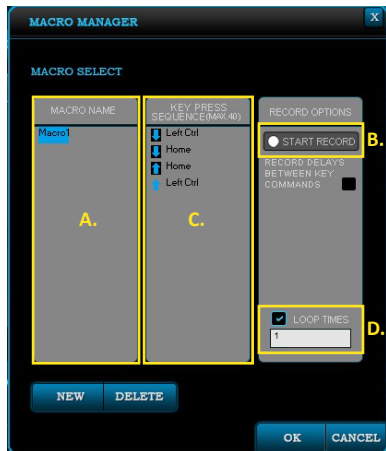 MACRO MANAGER
X
MACRO SELECT
MACRO NAME
Macro1
A.
KEY PRESS
SEQUENCE(MAX.40)
Left Ctrl
Home
Home
Left Ctrl
C.
RECORD OPTIONS
START RECORD
B.
RECORD DELAYS
BETWEEN KEY
COMMANDS
LOOP TIMES
1
D.
NEW
DELETE
OK
CANCEL